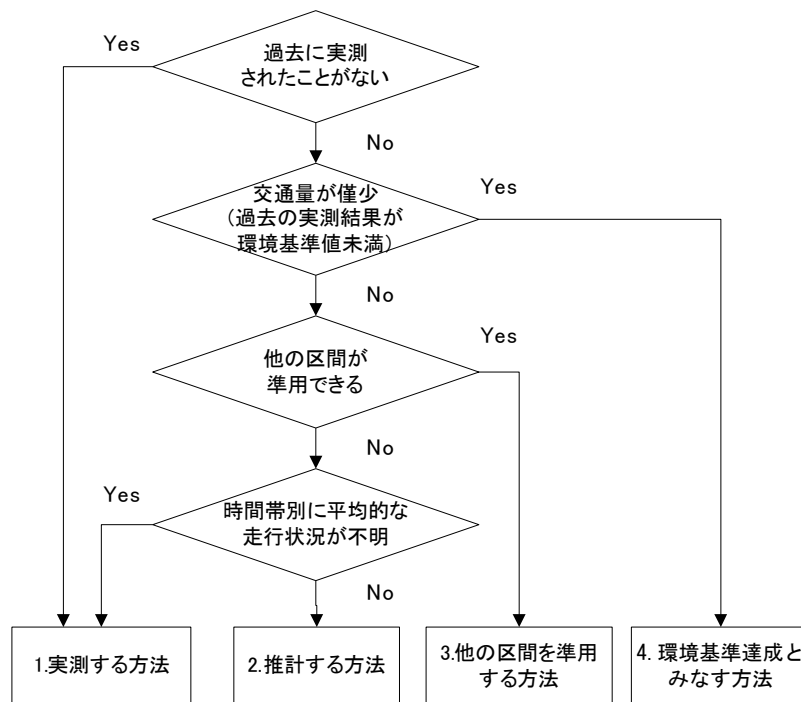 Yes
過去に実測
されたことがない
No
交通量が僅少
（過去の実測結果が
環境基準値未満）
Yes
No
他の区間が
準用できる
Yes
No
Yes
時間帯別に平均的な
走行状況が不明
No
1.実測する方法
2.推計する方法
3.他の区間を準用
する方法
4. 環境基準達成と
みなす方法